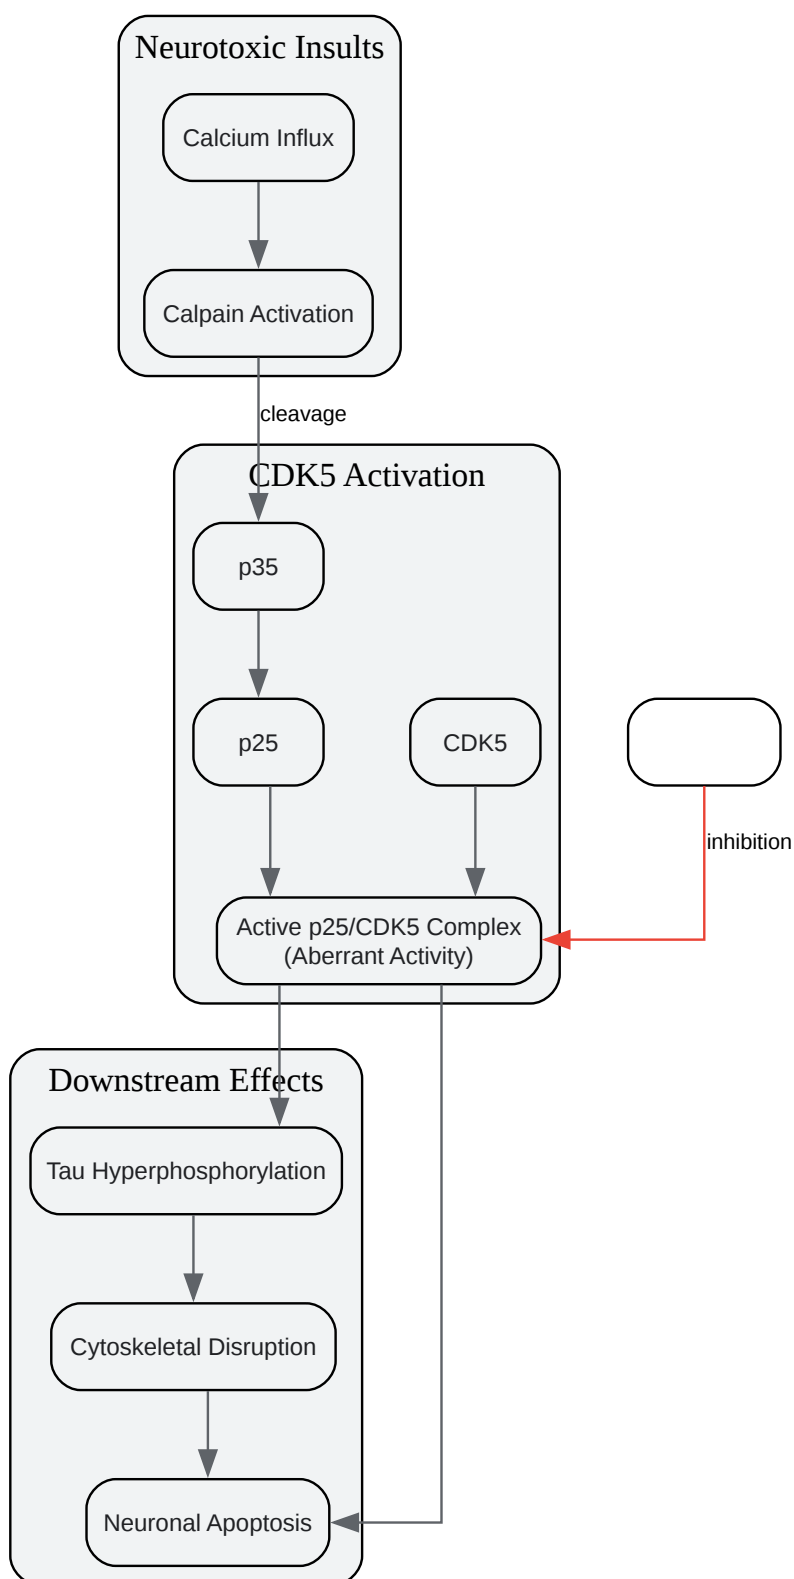 Neurotoxic Insults
Calcium Influx
Calpain Activation
cleavage
CDK5 Activation
p35
p25
CDK5
inhibition
Active p25/CDK5 Complex
(Aberrant Activity)
Downstream Effects
Tau Hyperphosphorylation
Cytoskeletal Disruption
Neuronal Apoptosis